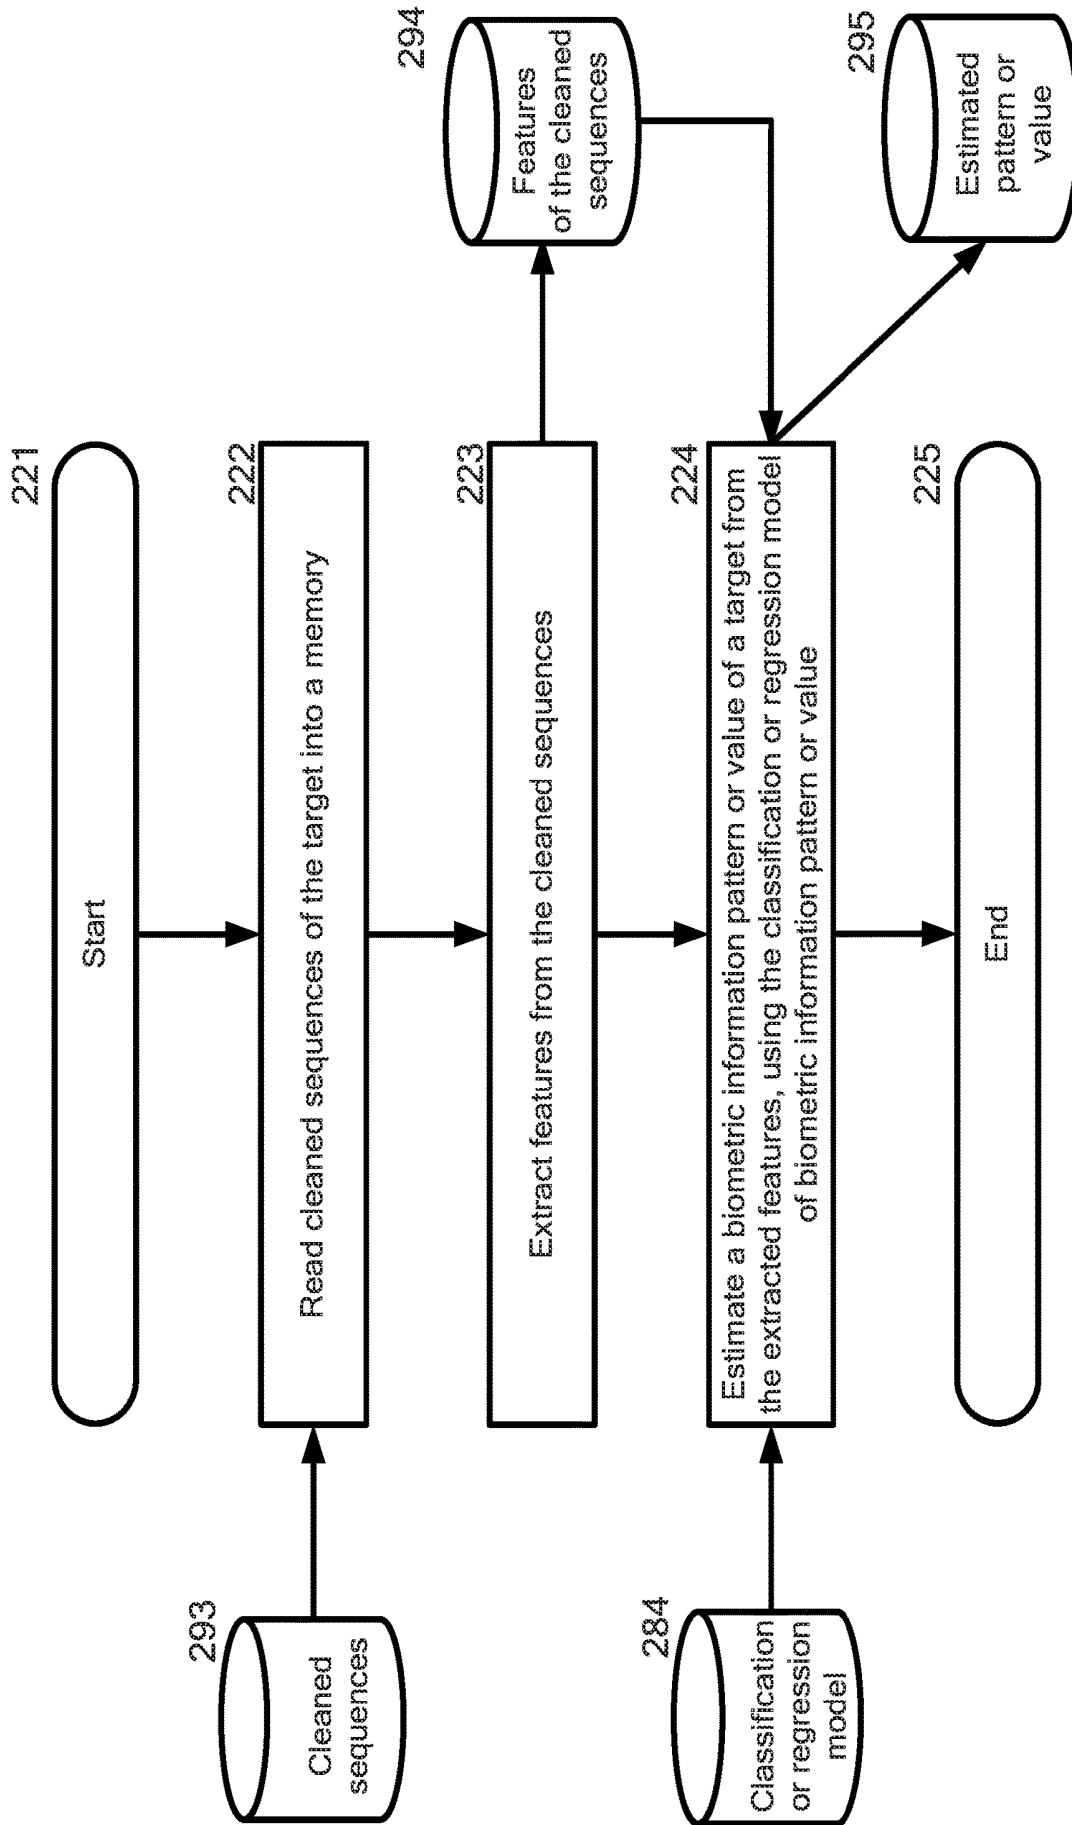 221
Start
293
Cleaned
sequences
222
Read cleaned sequences of the target into a memory
223
Extract features from the cleaned sequences
294
Features
of the cleaned
sequences
284
Classification
or regression
model
224
Estimate a biometric information pattern or value of a target from
the extracted features, using the classification or regression model
of biometric information pattern or value
295
Estimated
pattern or
value
225
End